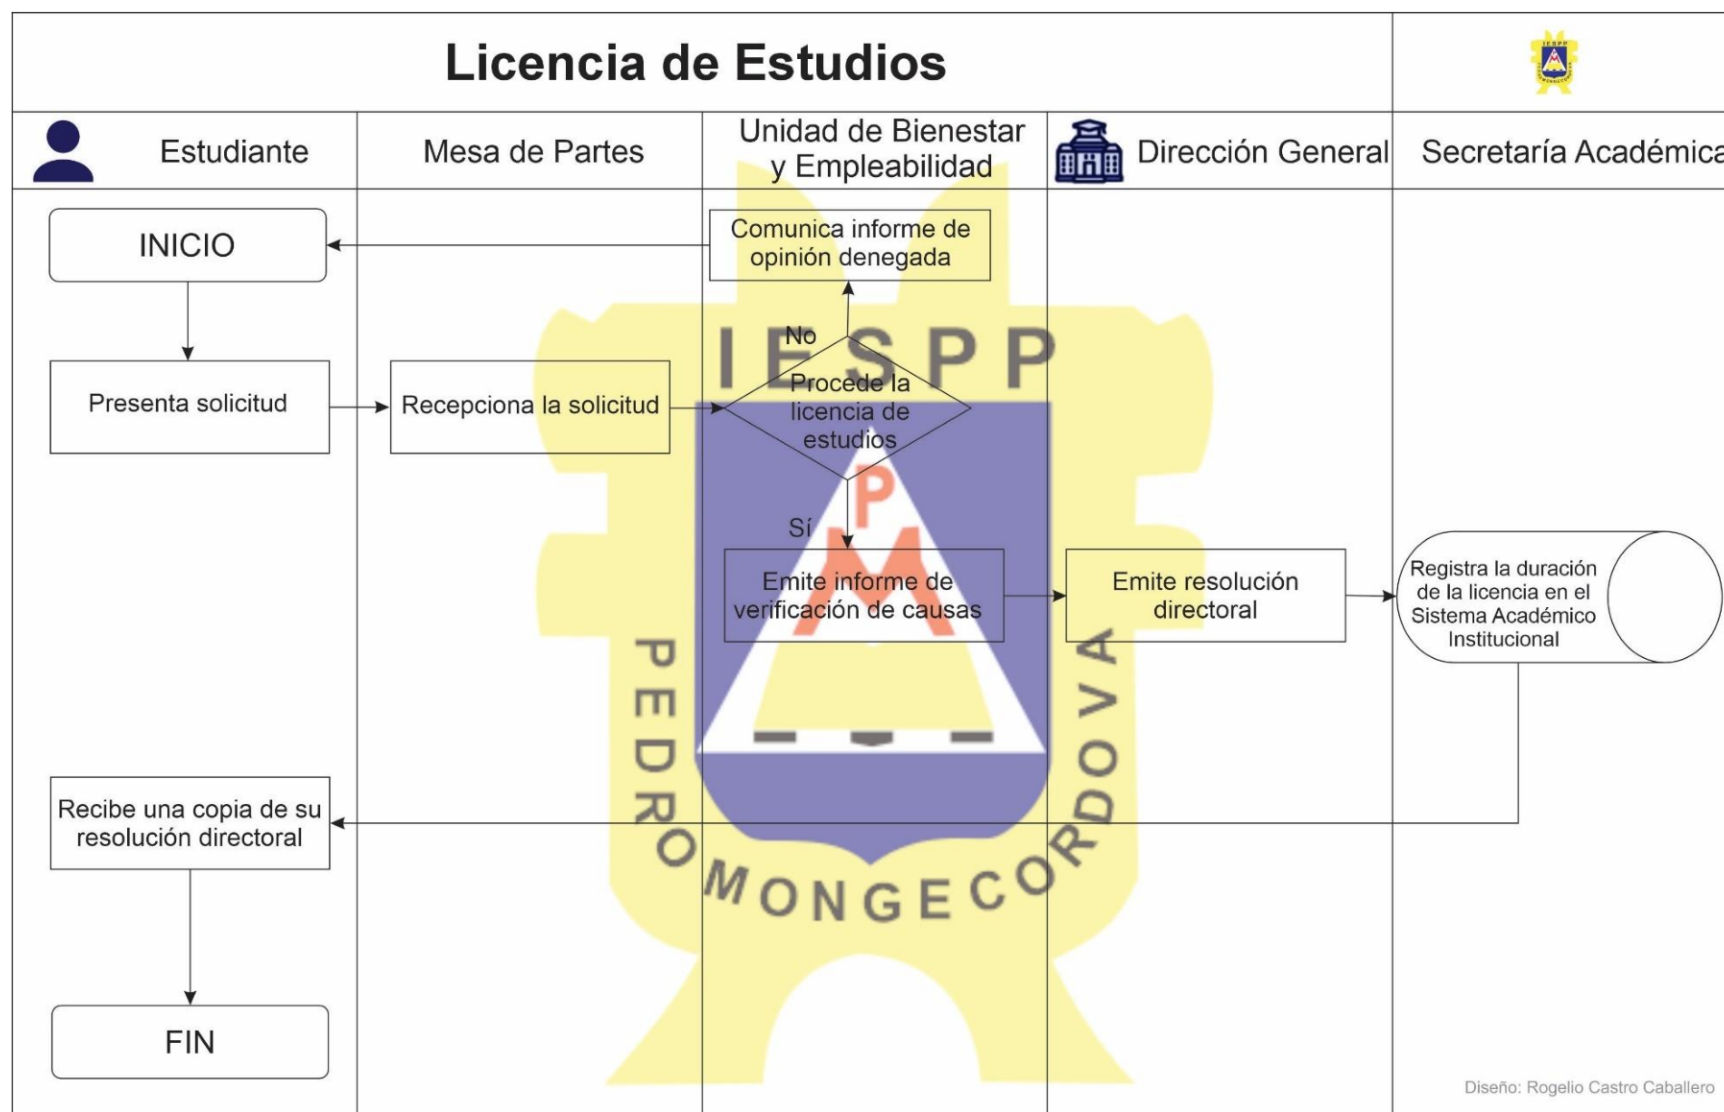 Licencia de Estudios
IESPP
PEDROMONGECORDOVA
Estudiante
Mesa de Partes
Unidad de Bienestar
y Empleabilidad
Dirección General
Secretaría Académica
INICIO
Comunica informe de
opinión denegada
No
Presenta solicitud
Recepciona la solicitud
Procede la
licencia de
estudios
Sí
Emite informe de
verificación de causas
Emite resolución
directoral
Registra la duración
de la licencia en el
Sistema Académico
Institucional
Recibe una copia de su
resolución directoral
FIN
IESPP
P
M
PEDROMONGECORDOVA
Diseño: Rogelio Castro Caballero